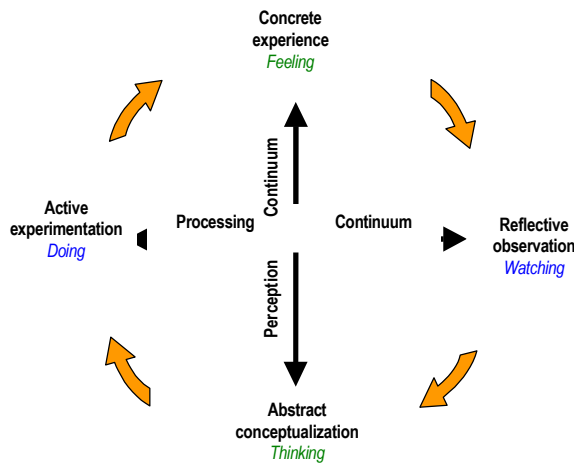 Concrete
experience
Feeling
Continuum
Active
experimentation
Doing
Processing
Continuum
Reflective
observation
Watching
Perception
Abstract
conceptualization
Thinking